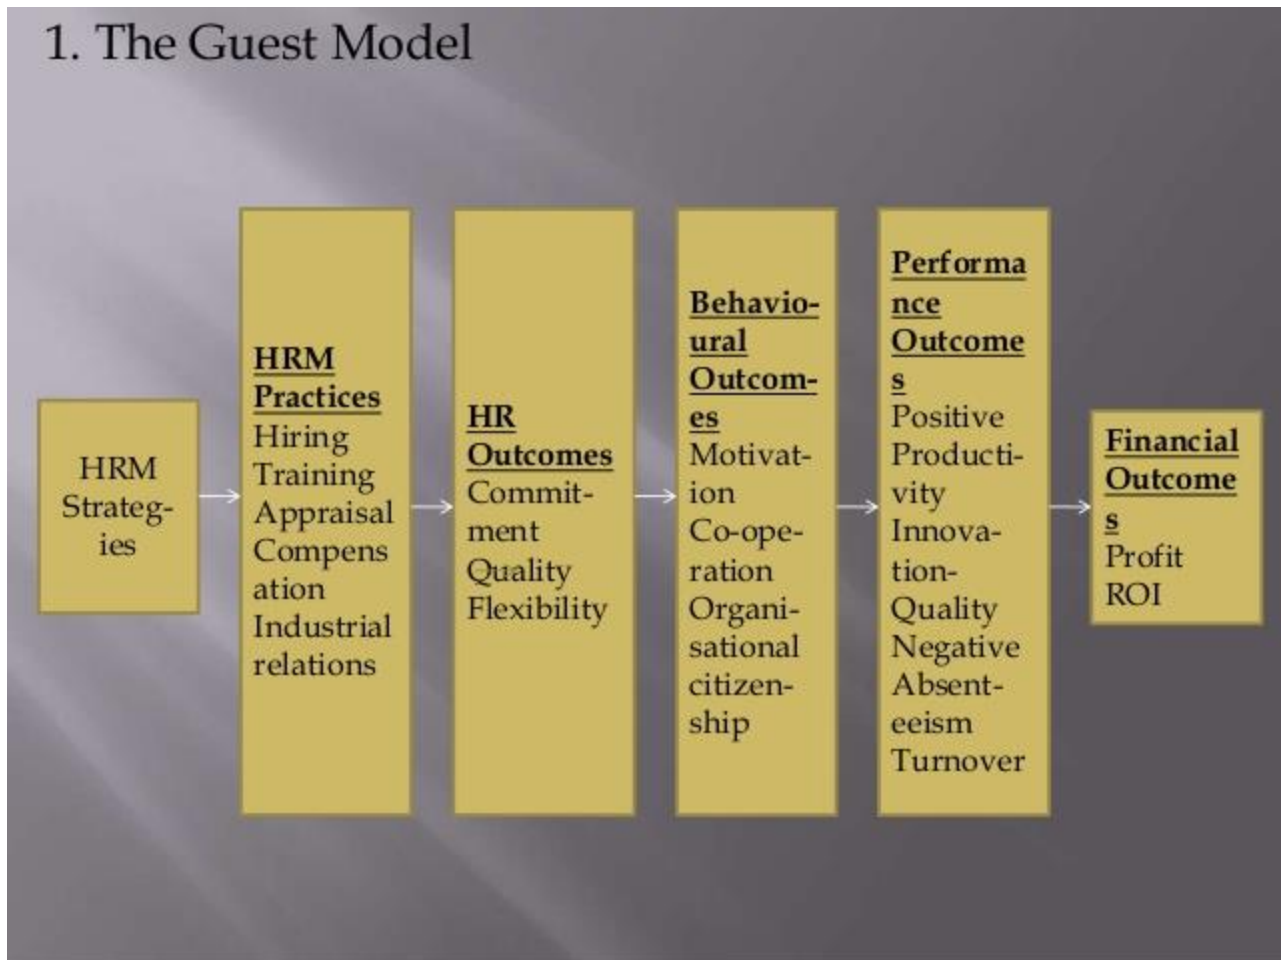 1. The Guest Model
HRM
Strateg-
ies
HRM
Practices
Hiring
Training
Appraisal
Compens
ation
Industrial
relations
HR
Outcomes
Commit-
ment
Quality
Flexibility
Behavio-
ural
Outcom-
es
Motivat-
ion
Co-ope-
ration
Organi-
sational
citizen-
ship
Performa
nce
Outcome
s
Positive
Producti-
vity
Innova-
tion-
Quality
Negative
Absent-
eeism
Turnover
Financial
Outcome
s
Profit
ROI